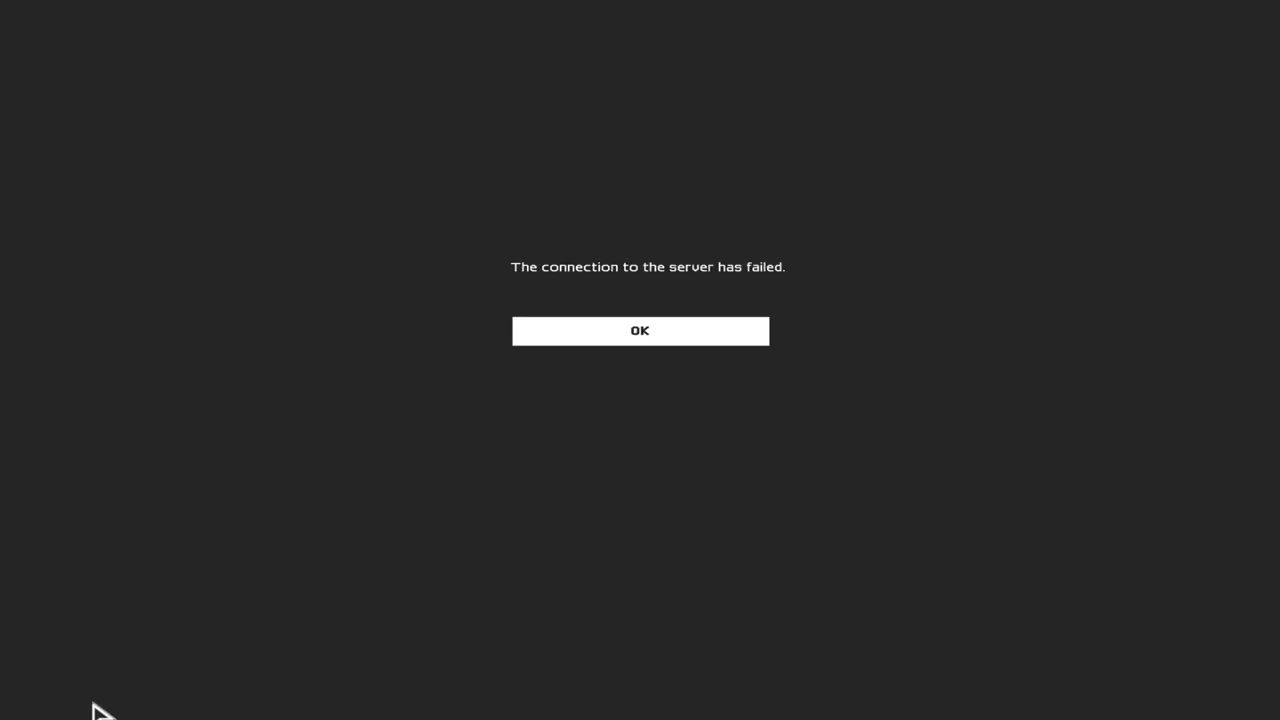 The connection to the server has failed.
OK